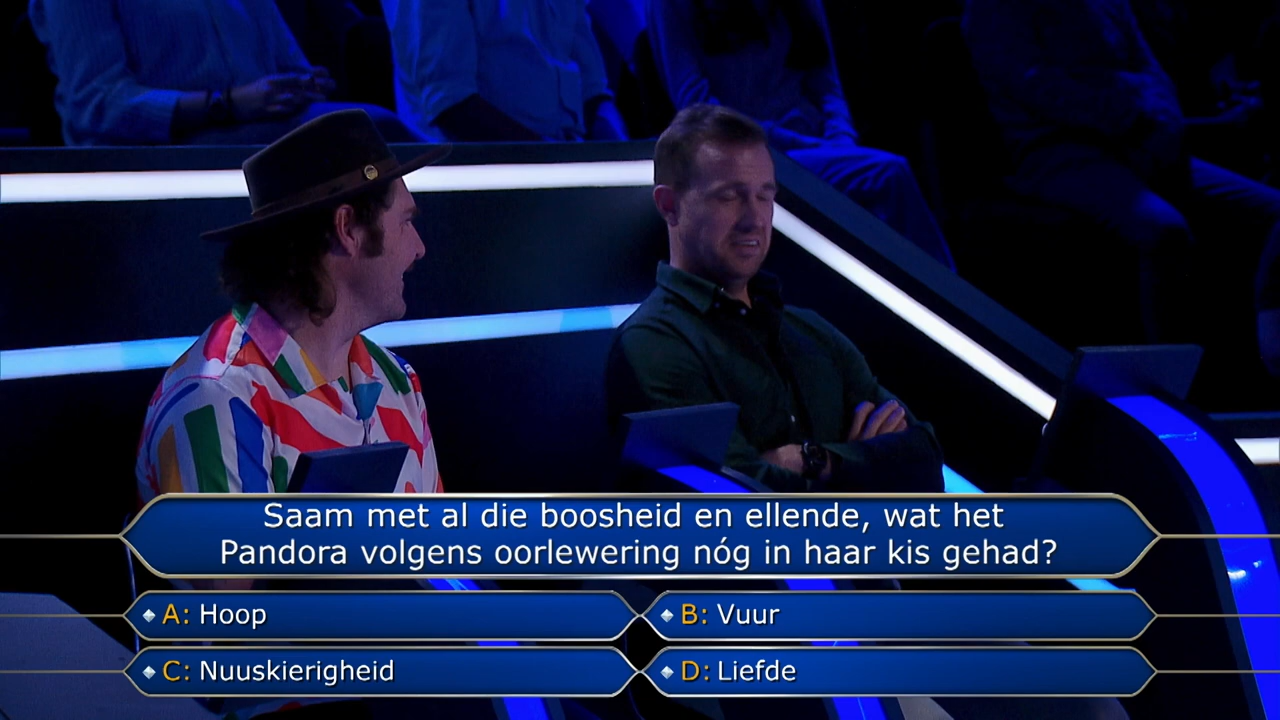 Saam met al die boosheid en ellende, wat het
Pandora volgens oorlewering nóg in haar kis gehad?
A: Hoop
B: Vuur
C: Nuuskierigheid
D: Liefde